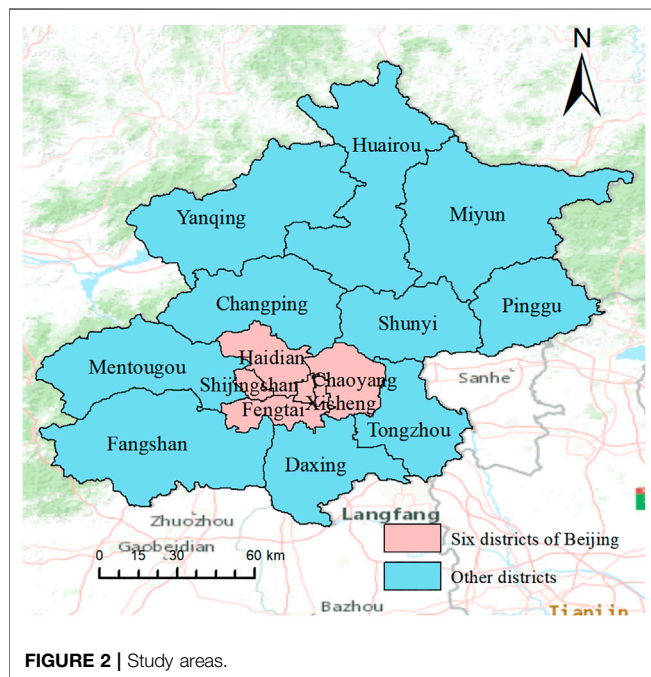 N
Huairou
Yanqing
Miyun
Changping
Shunyi
Pinggu
Mentougou
Haidian
Shijingshan
Chaoyang
Sanhe
Xicheng
Fengtai
Tongzhou
Fangshan
Daxing
Langfang
Zhuozhou
Gaobeidian
0 15 30 60 km
Six districts of Beijing
Other districts
Bazhou
Tianjin
FIGURE 2 | Study areas.